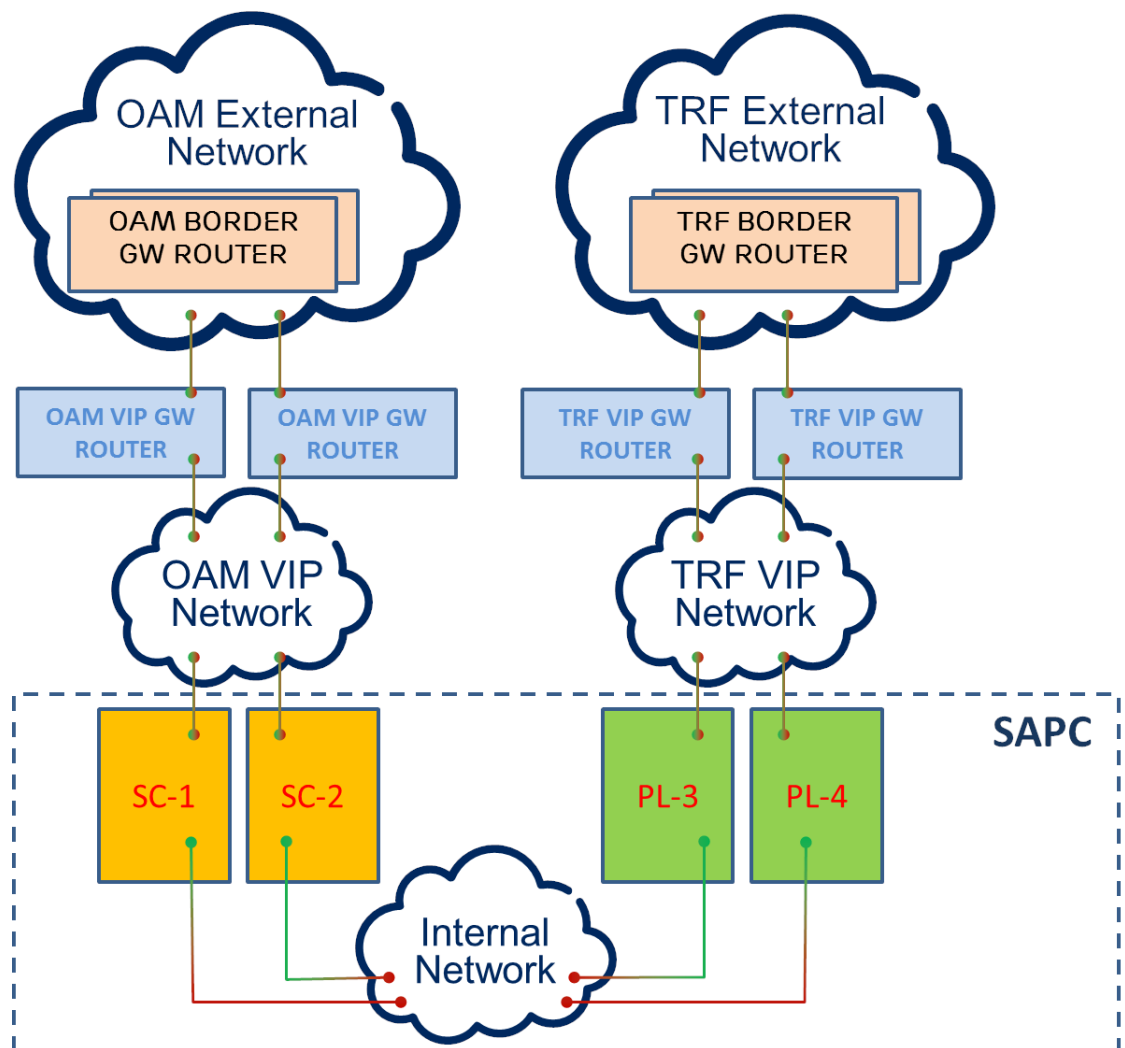 OAM External
Network
TRF External
Network
OAM BORDER
GW ROUTER
TRF BORDER
GW ROUTER
OAM VIP GW
ROUTER
OAM VIP GW
ROUTER
TRF VIP GW
ROUTER
TRF VIP GW
ROUTER
OAM VIP
Network
TRF VIP
Network
SAPC
SC-1
SC-2
PL-3
PL-4
Internal
Network